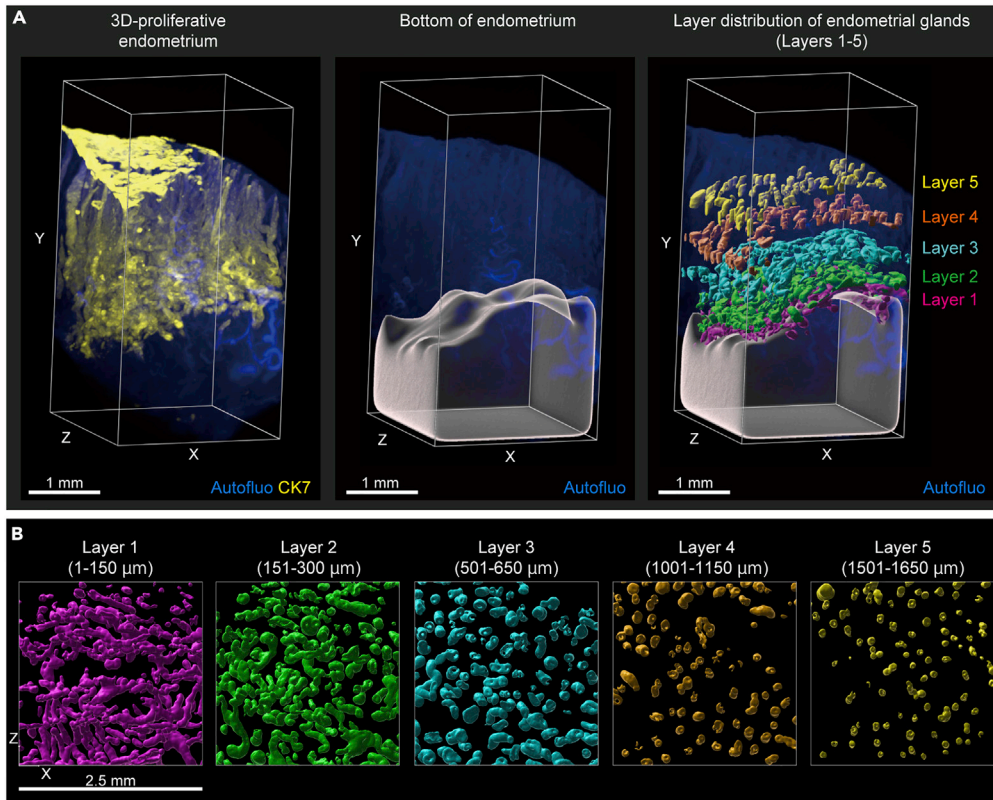 A
3D-proliferative
endometrium
Bottom of endometrium
Layer distribution of endometrial glands
(Layers 1-5)
Y
Z
X
1 mm
Autofluo CK7
Y
Z
X
1 mm
Autofluo
Layer 5
Layer 4
Layer 3
Layer 2
Layer 1
Y
Z
X
1 mm
Autofluo
B
Layer 1
(1-150 μm)
Layer 2
(151-300 μm)
Layer 3
(501-650 μm)
Layer 4
(1001-1150 μm)
Layer 5
(1501-1650 μm)
Z
X
2.5 mm